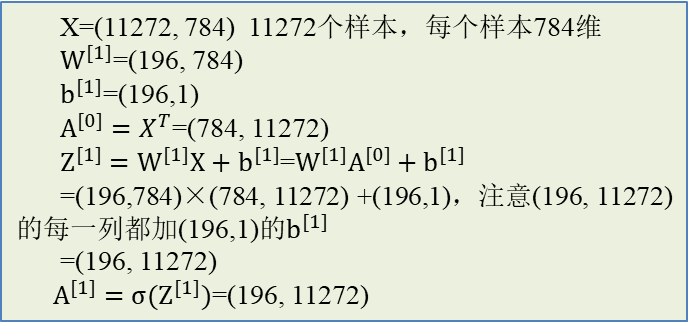 X=(11272, 784) 11272个样本，每个样本784维
W^{[1]}=(196, 784)
b^{[1]}=(196,1)
A^{[0]} = X^T=(784, 11272)
Z^{[1]} = W^{[1]}X + b^{[1]}=W^{[1]}A^{[0]} + b^{[1]}
=(196,784)×(784, 11272) +(196,1)，注意(196, 11272)
的每一列都加(196,1)的b^{[1]}
=(196, 11272)
A^{[1]} = σ(Z^{[1]})=(196, 11272)